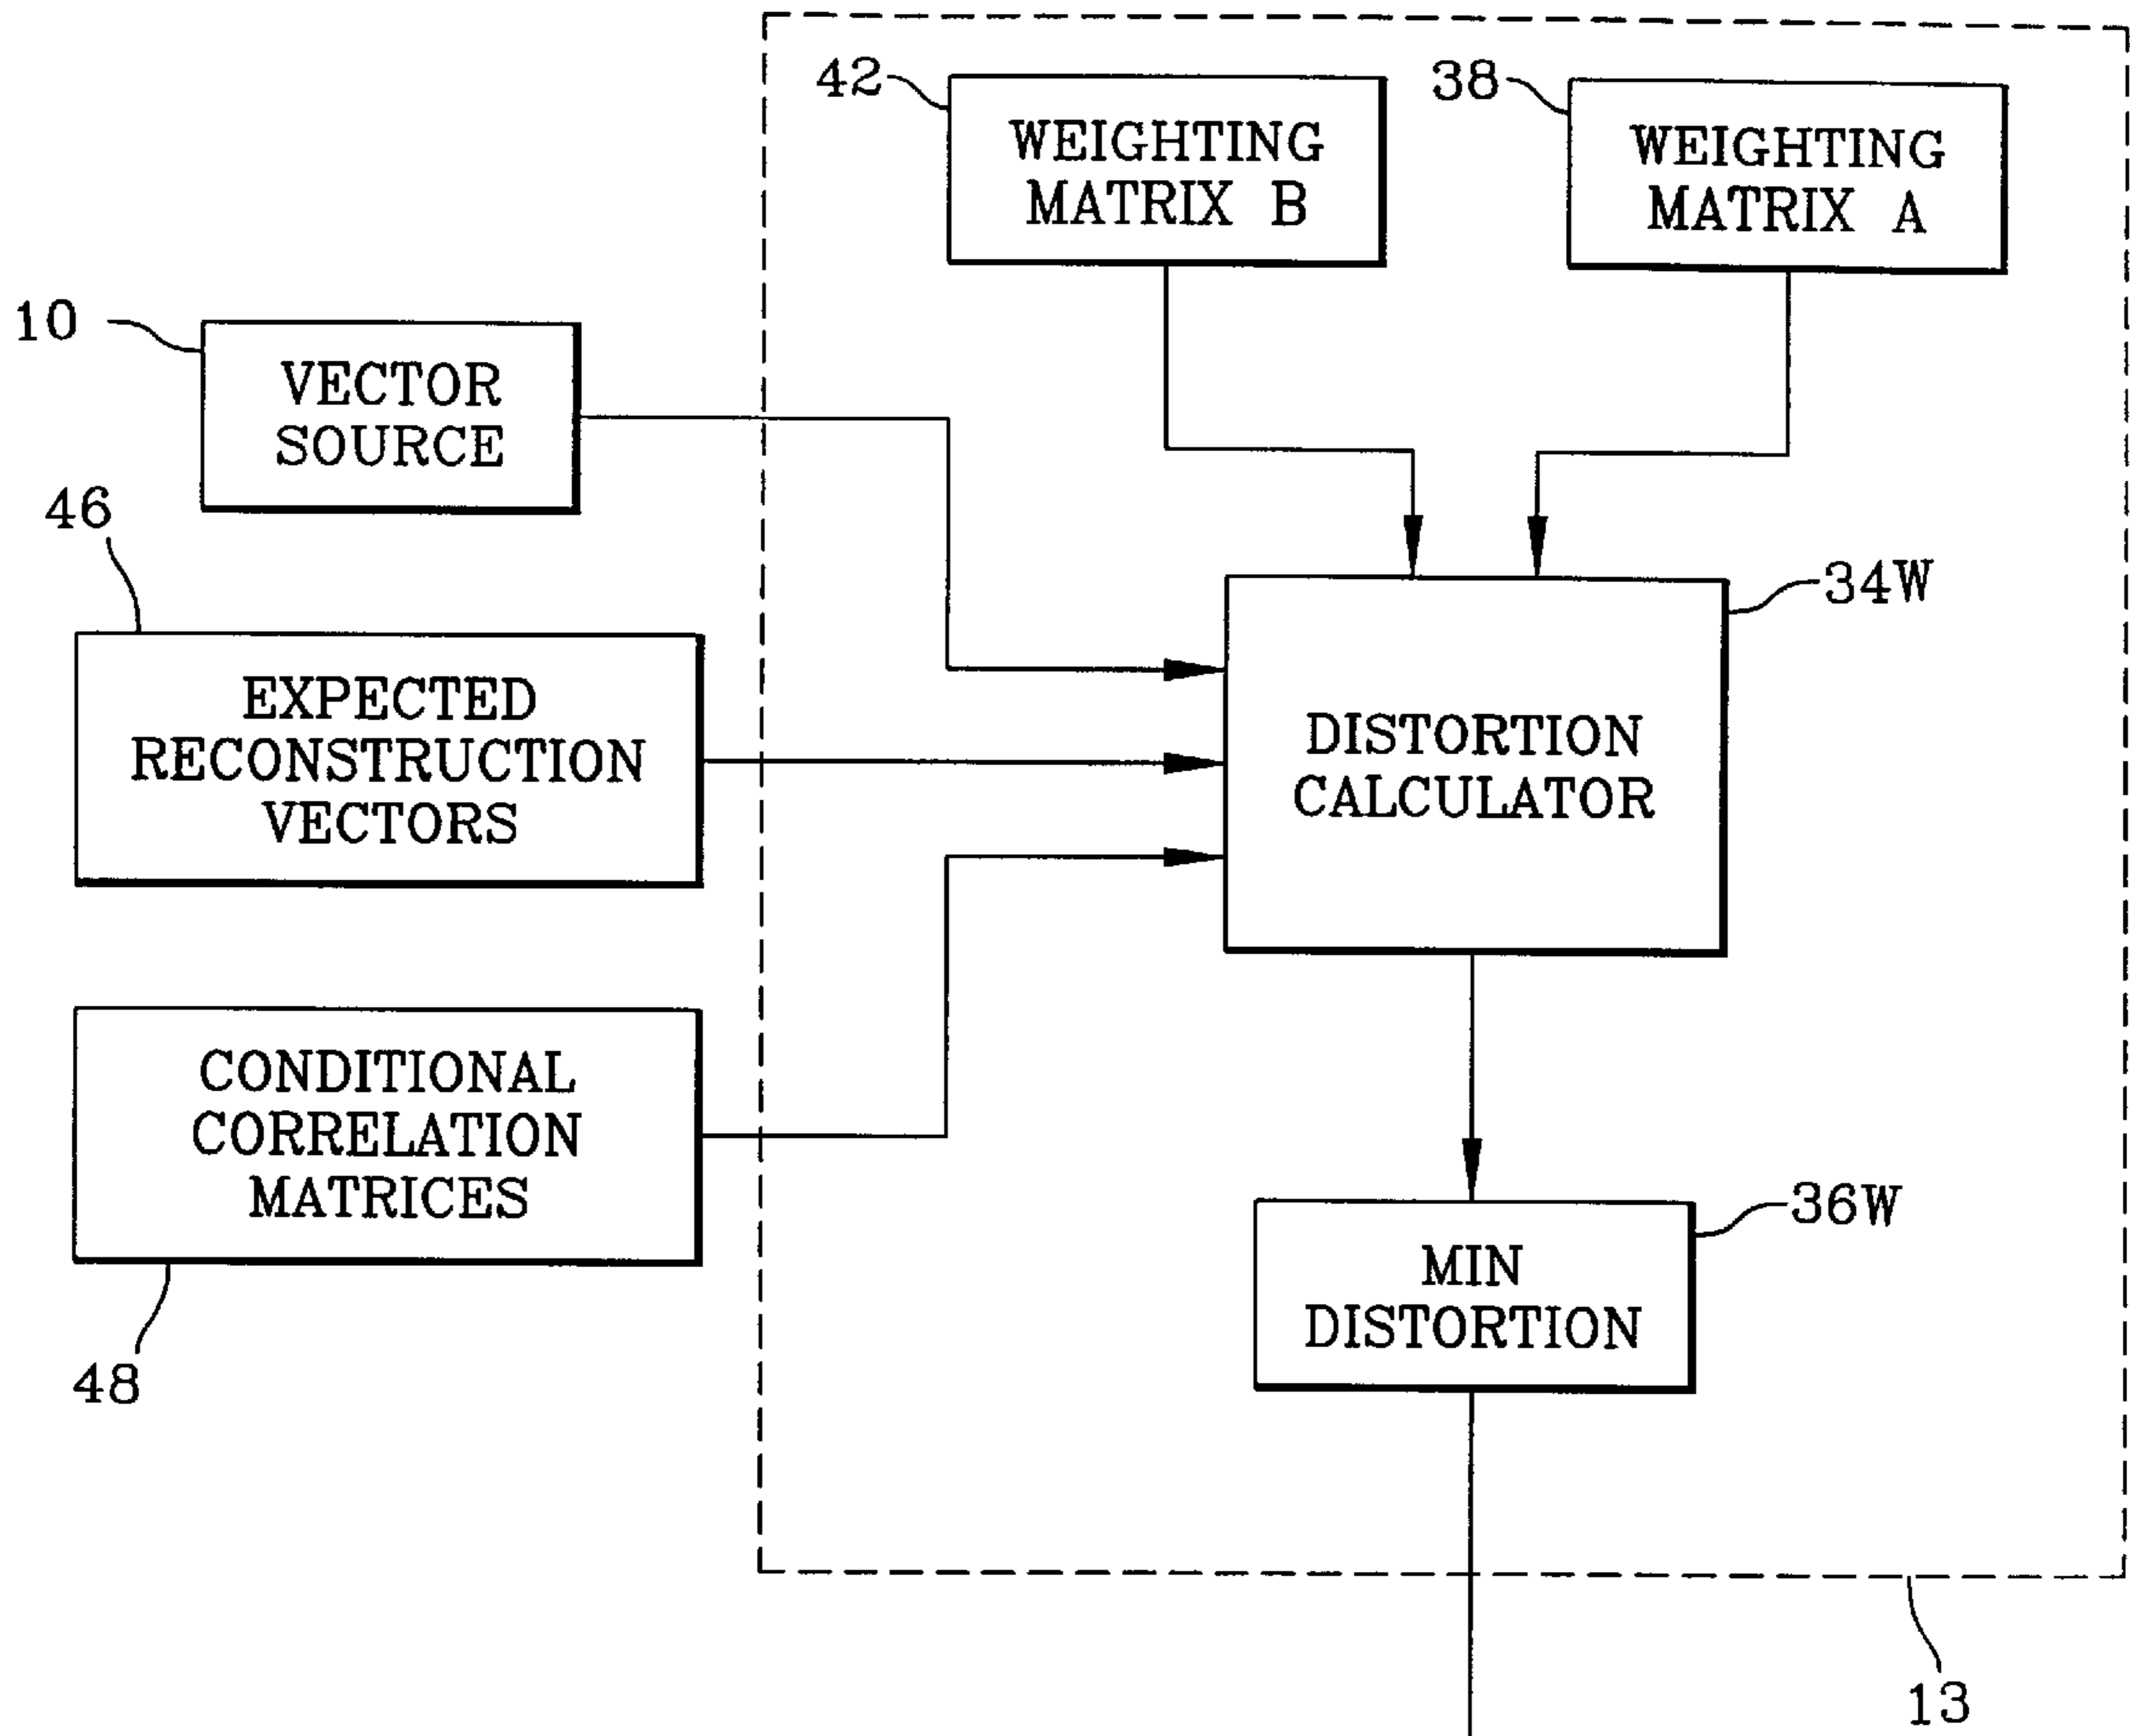 42
WEIGHTING
MATRIX B
38
WEIGHTING
MATRIX A
10
VECTOR
SOURCE
46
EXPECTED
RECONSTRUCTION
VECTORS
34W
DISTORTION
CALCULATOR
CONDITIONAL
CORRELATION
MATRICES
48
36W
MIN
DISTORTION
13